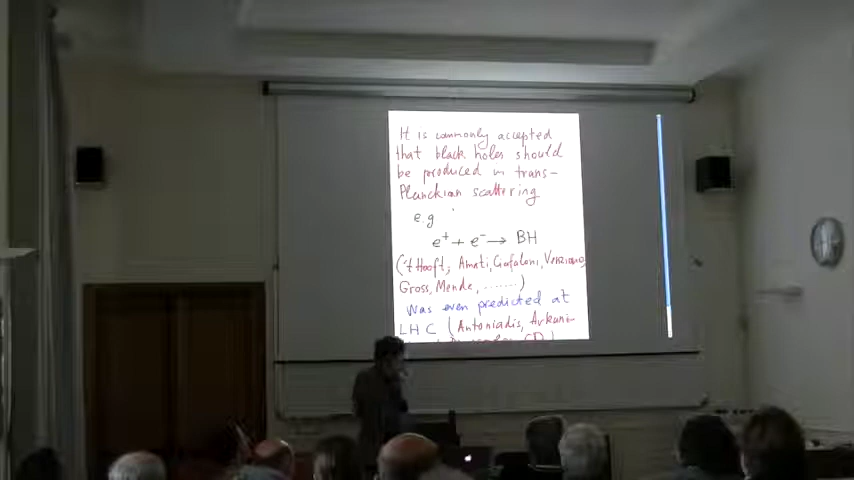 It is commonly accepted
that black holes should
be produced in trans-
Planckian scattering
e.g
e⁺ + e⁻ → BH
('t Hooft; Amati, Ciafaloni, Veneziano,
Gross, Mende, .......)
Was even predicted at
LHC (Antoniadis, Arkani-